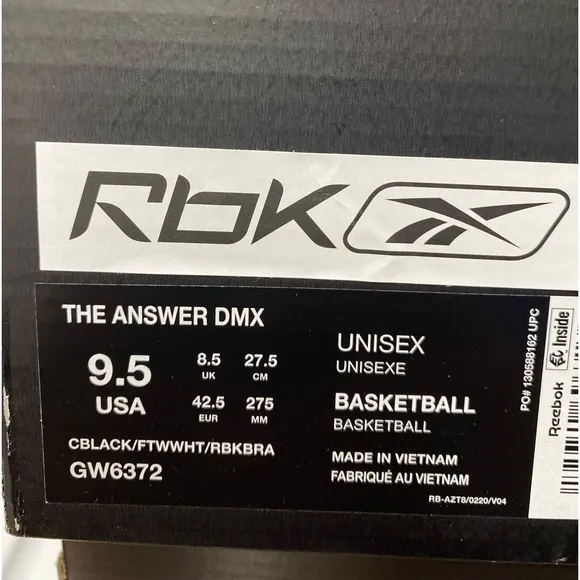 Rbk
THE ANSWER DMX
9.5
USA
8.5
UK
27.5
CM
42.5
EUR
275
MM
CBLACK/FTWWHT/RBKBRA
GW6372
UNISEX
UNISEXE
BASKETBALL
BASKETBALL
MADE IN VIETNAM
FABRIQUÉ AU VIETNAM
RB-AZT8/0220/V04
PO# 130588162 UPC
Reebok
Inside